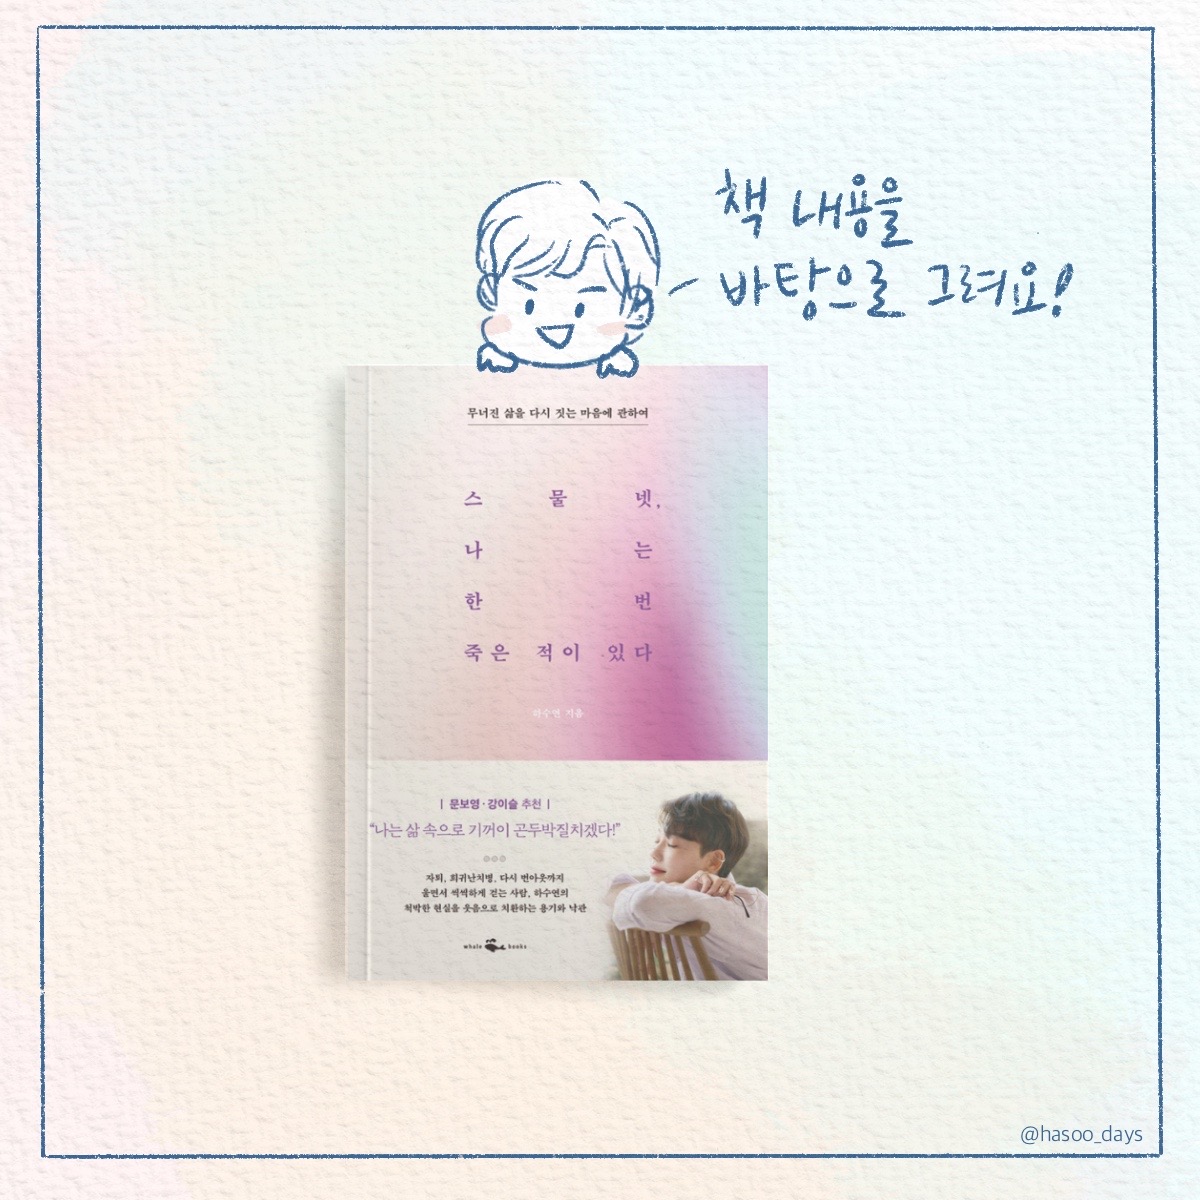 책 내용을
바탕으로 그려요!
무너진 삶을 다시 짓는 마음에 관하여
스물넷,
나는
한번
죽은 적이 있다
하수연 지음
| 문보영·강이슬 추천 |
“나는 삶 속으로 기꺼이 곤두박질치겠다!”
자퇴, 희귀난치병, 다시 번아웃까지
울면서 씩씩하게 걷는 사람, 하수연의
척박한 현실을 웃음으로 치환하는 용기와 낙관
whale books
@hasoo_days